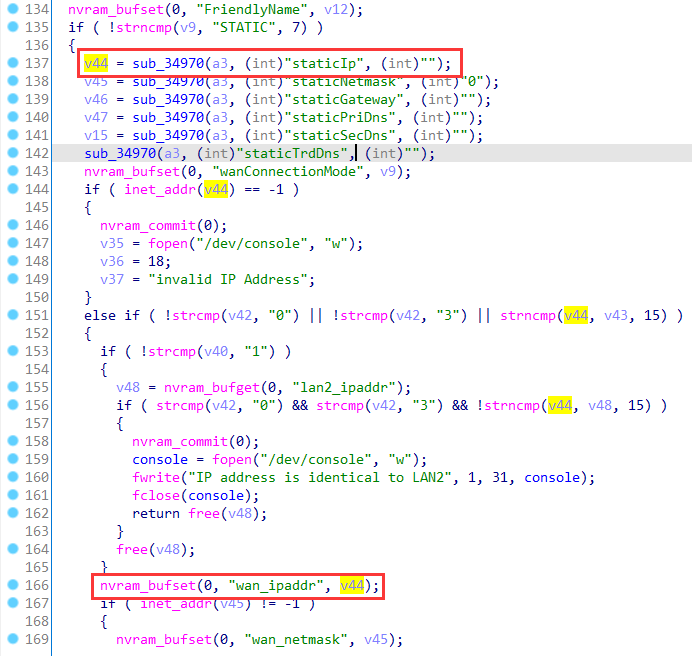 134 nvram_bufset(0, "FriendlyName", v12);
135 if ( !strncmp(v9, "STATIC", 7) )
136 {
137 v44 = sub_34970(a3, (int)"staticIp", (int)"");
138 v45 = sub_34970(a3, (int)"staticNetmask", (int)"0");
139 v46 = sub_34970(a3, (int)"staticGateway", (int)"");
140 v47 = sub_34970(a3, (int)"staticPriDns", (int)"");
141 v15 = sub_34970(a3, (int)"staticSecDns", (int)"");
142 sub_34970(a3, (int)"staticTrdDns", (int)"");
143 nvram_bufset(0, "wanConnectionMode", v9);
144 if ( inet_addr(v44) == -1 )
145 {
146 nvram_commit(0);
147 v35 = fopen("/dev/console", "w");
148 v36 = 18;
149 v37 = "invalid IP Address";
150 }
151 else if ( !strcmp(v42, "0") || !strcmp(v42, "3") || strncmp(v44, v43, 15) )
152 {
153 if ( !strcmp(v40, "1") )
154 {
155 v48 = nvram_bufget(0, "lan2_ipaddr");
156 if ( strcmp(v42, "0") && strcmp(v42, "3") && !strncmp(v44, v48, 15) )
157 {
158 nvram_commit(0);
159 console = fopen("/dev/console", "w");
160 fwrite("IP address is identical to LAN2", 1, 31, console);
161 fclose(console);
162 return free(v48);
163 }
164 free(v48);
165 }
166 nvram_bufset(0, "wan_ipaddr", v44);
167 if ( inet_addr(v45) != -1 )
168 {
169 nvram_bufset(0, "wan_netmask", v45);